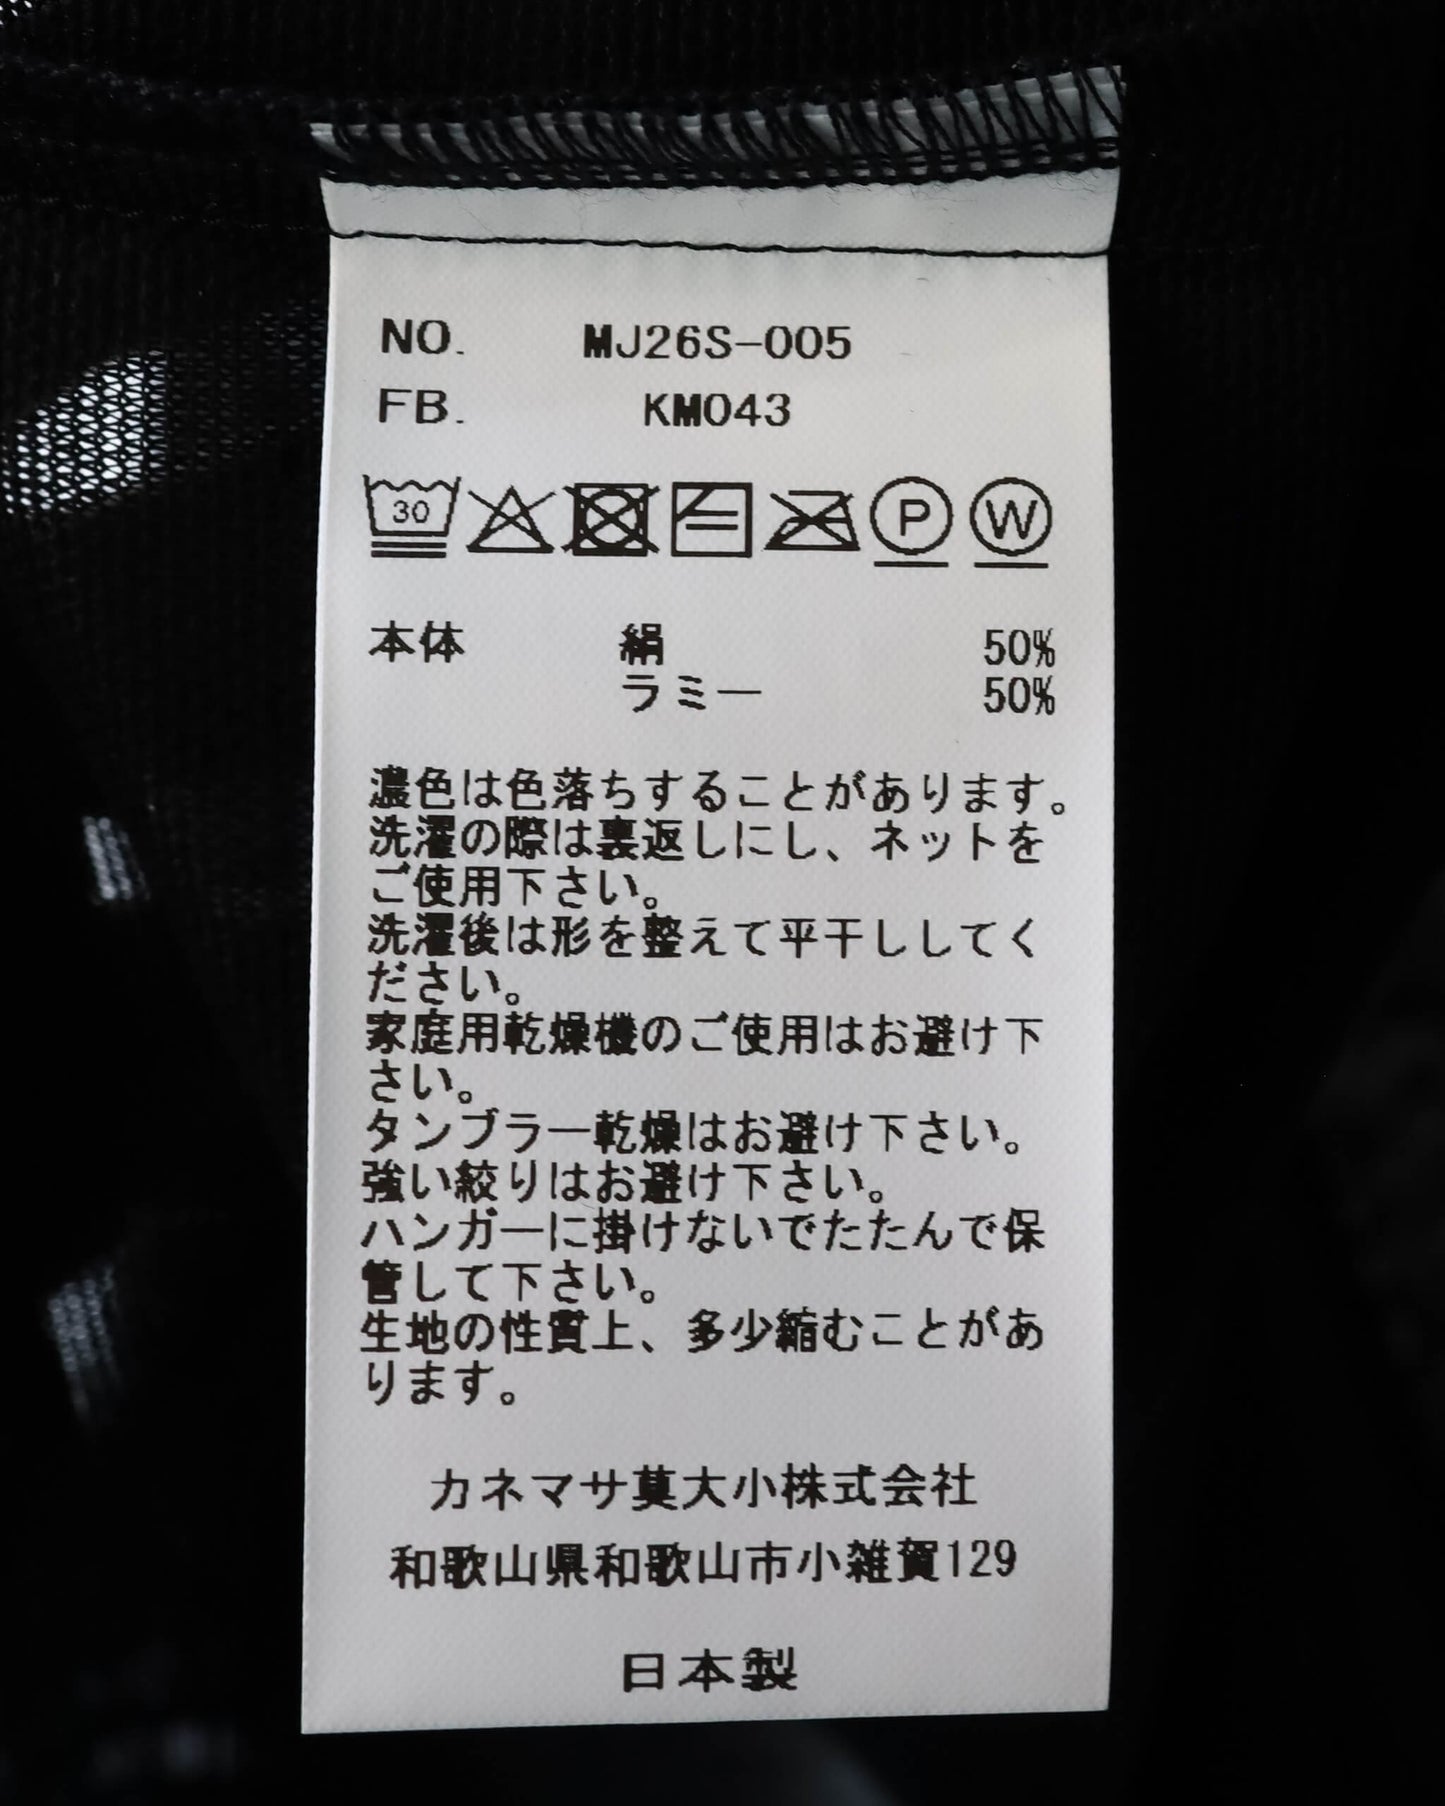 NO. MJ26S-005
FB. KM043
30 P W
本体 絹 50%
ラミー 50%
濃色は色落ちすることがあります。
洗濯の際は裏返しにし、ネットを
ご使用下さい。
洗濯後は形を整えて平干ししてく
ださい。
家庭用乾燥機のご使用はお避け下
さい。
タンブラー乾燥はお避け下さい。
強い絞りはお避け下さい。
ハンガーに掛けないでたたんで保
管して下さい。
生地の性質上、多少縮むことがあ
ります。
カネマサ莫大小株式会社
和歌山県和歌山市小雑賀129
日本製